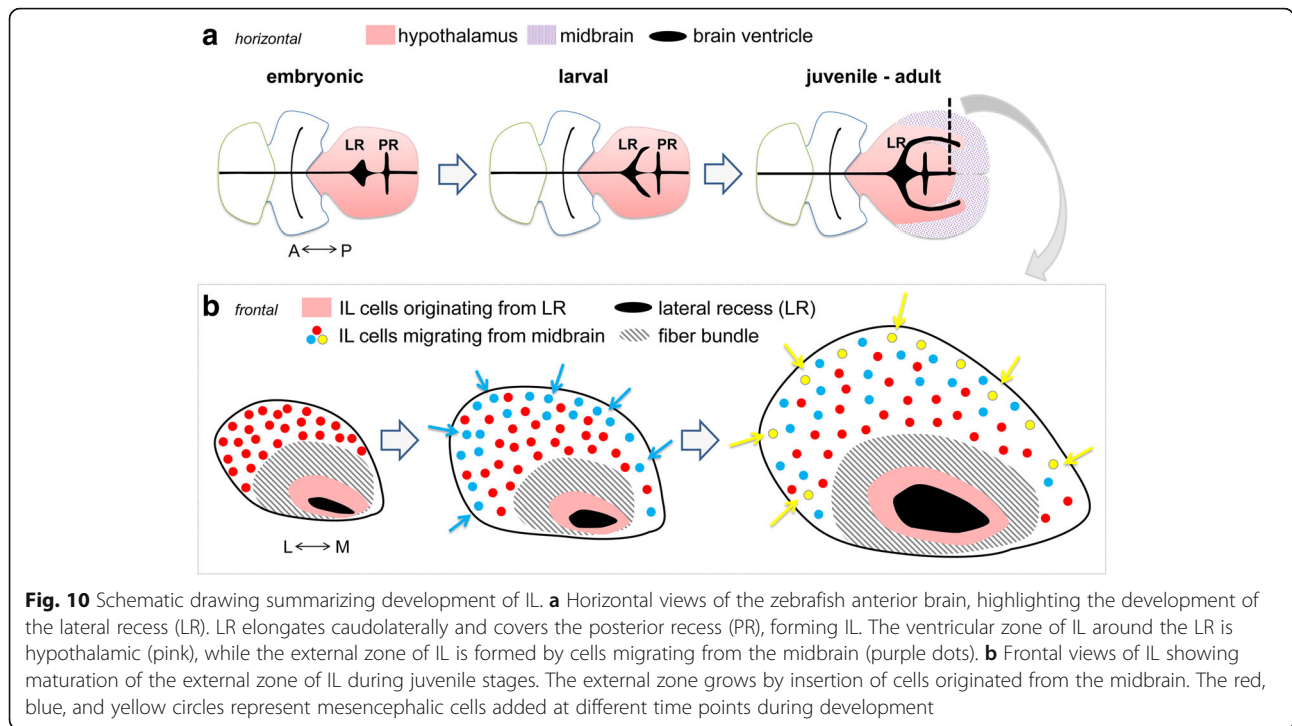 a horizontal hypothalamus midbrain brain ventricle
embryonic larval juvenile - adult
LR PR LR PR LR
A ⟷ P
b frontal IL cells originating from LR lateral recess (LR)
IL cells migrating from midbrain fiber bundle
L ⟷ M
Fig. 10 Schematic drawing summarizing development of IL. a Horizontal views of the zebrafish anterior brain, highlighting the development of
the lateral recess (LR). LR elongates caudolaterally and covers the posterior recess (PR), forming IL. The ventricular zone of IL around the LR is
hypothalamic (pink), while the external zone of IL is formed by cells migrating from the midbrain (purple dots). b Frontal views of IL showing
maturation of the external zone of IL during juvenile stages. The external zone grows by insertion of cells originated from the midbrain. The red,
blue, and yellow circles represent mesencephalic cells added at different time points during development